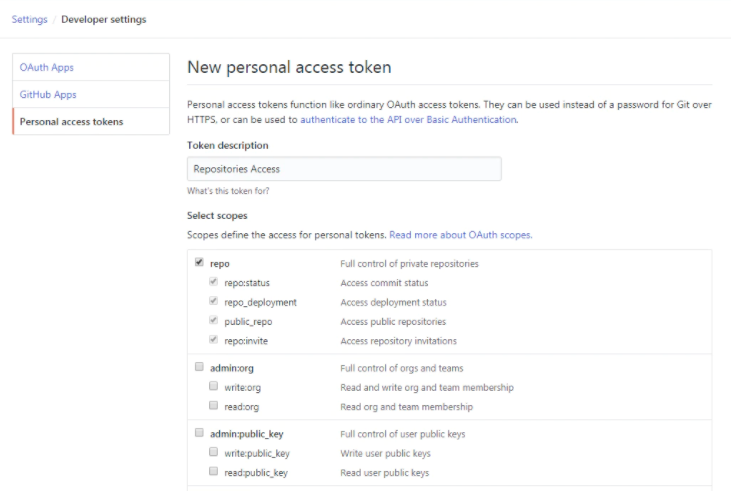 Settings / Developer settings
OAuth Apps
GitHub Apps
Personal access tokens
New personal access token
Personal access tokens function like ordinary OAuth access tokens. They can be used instead of a password for Git over
HTTPS, or can be used to authenticate to the API over Basic Authentication.
Token description
Repositories Access
What's this token for?
Select scopes
Scopes define the access for personal tokens. Read more about OAuth scopes.
repo Full control of private repositories
repo:status Access commit status
repo_deployment Access deployment status
public_repo Access public repositories
repo:invite Access repository invitations
admin:org Full control of orgs and teams
write:org Read and write org and team membership
read:org Read org and team membership
admin:public_key Full control of user public keys
write:public_key Write user public keys
read:public_key Read user public keys